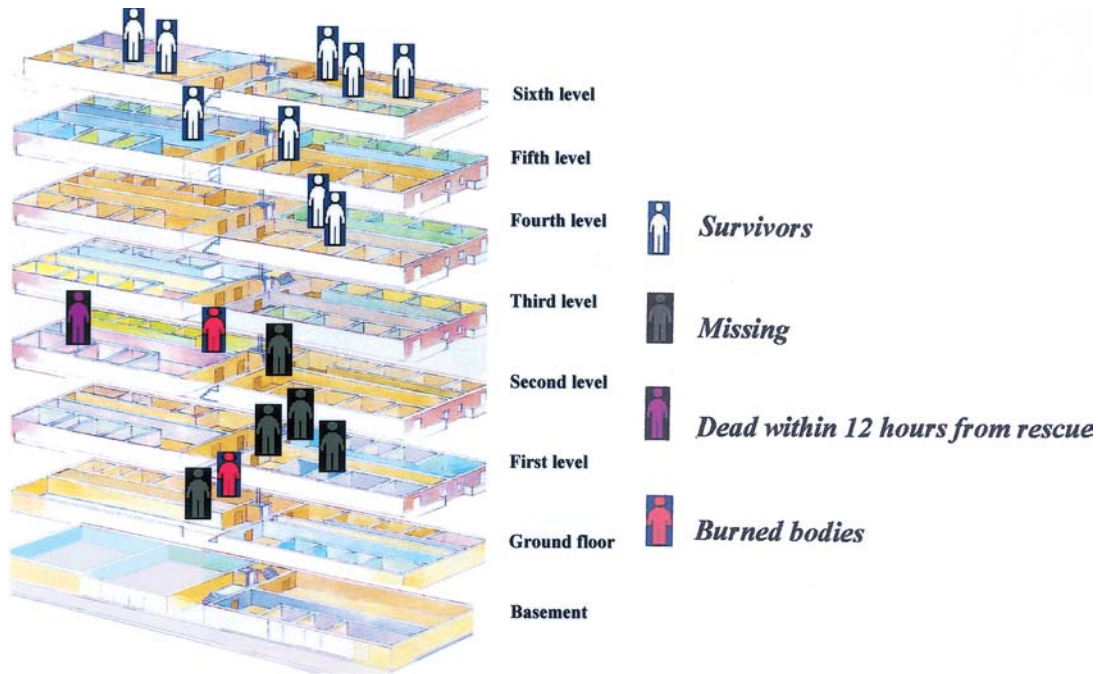 Sixth level
Fifth level
Fourth level
Third level
Second level
First level
Ground floor
Basement
Survivors
Missing
Dead within 12 hours from rescue
Burned bodies